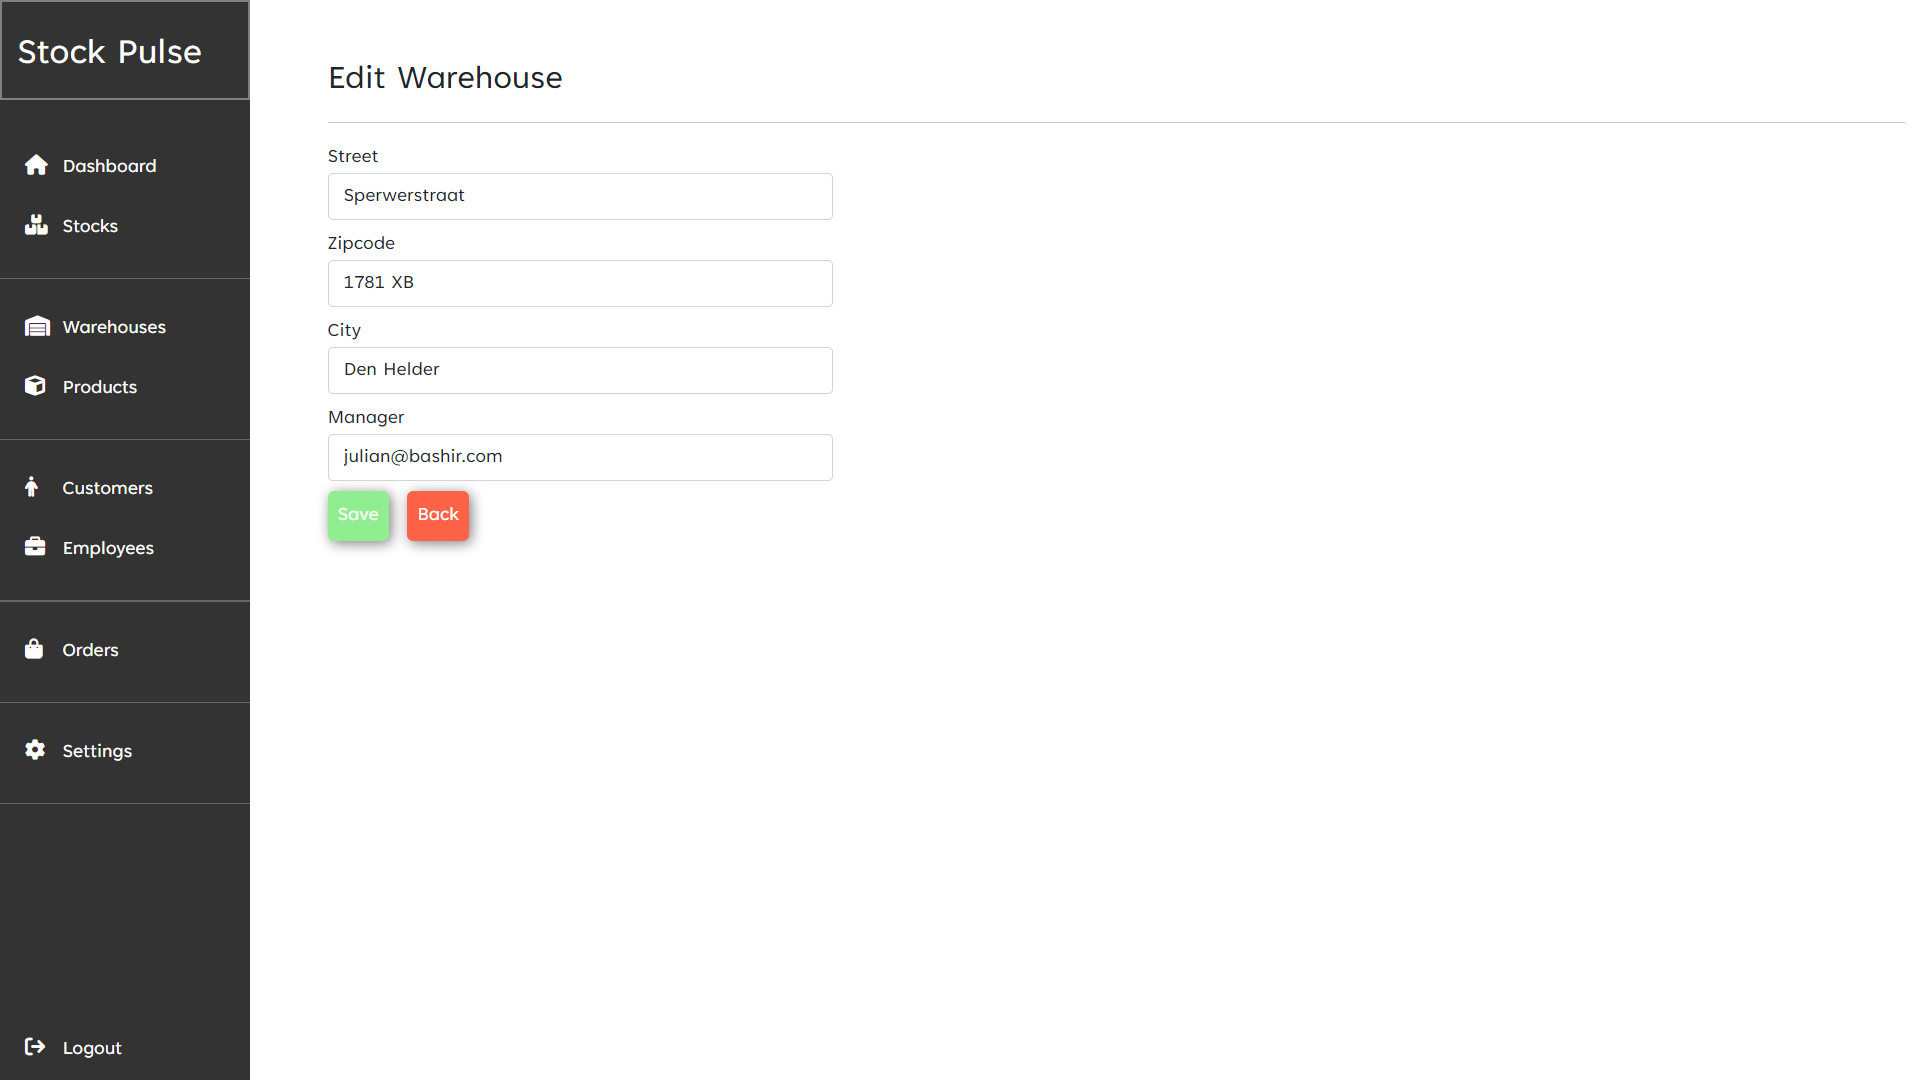 Stock Pulse
Dashboard
Stocks
Warehouses
Products
Customers
Employees
Orders
Settings
Logout
Edit Warehouse
Street
Sperwerstraat
Zipcode
1781 XB
City
Den Helder
Manager
julian@bashir.com
Save Back